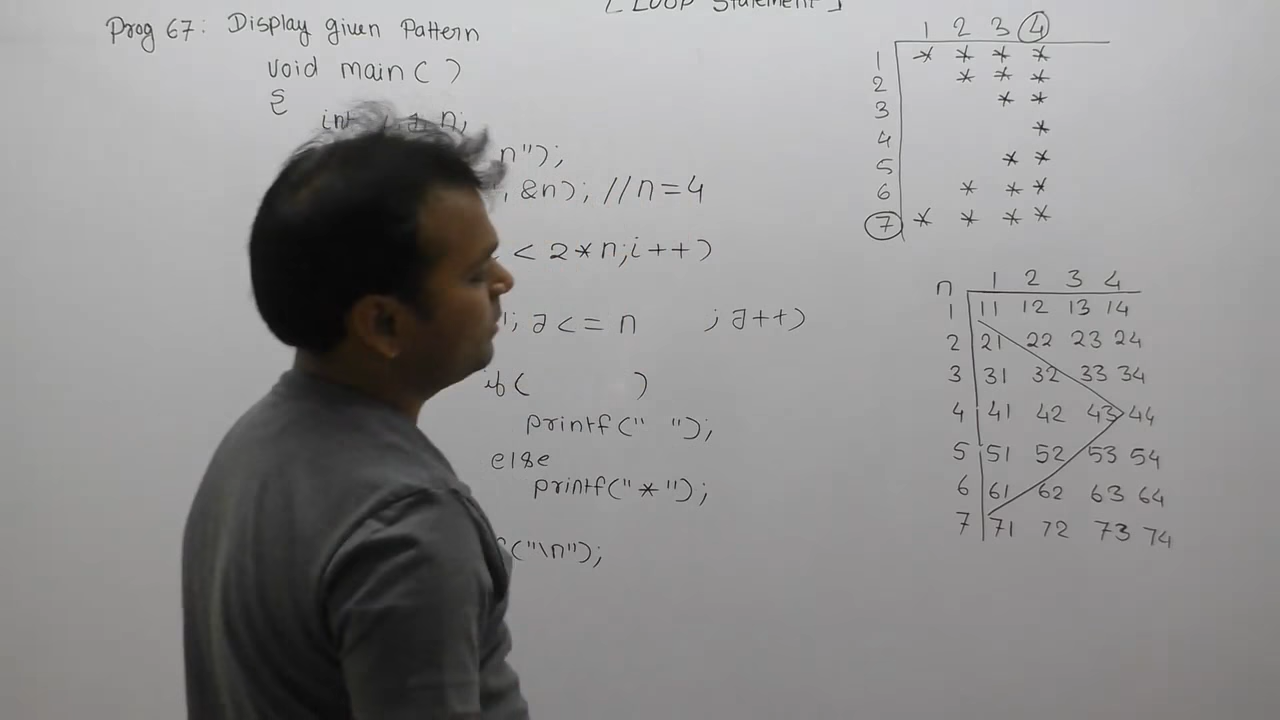 [ Loop Statement ]
Prog 67: Display given Pattern
void main( )
{
int i, j, n;
n");
, &n); //n=4
< 2*n;i++)
1; J<=n ; J++)
if( )
printf(" ");
else
printf("*");
("\n");
1 2 3 4
1 * * * *
2 * * *
3 * *
4 *
5 * *
6 * * *
7 * * * *
n 1 2 3 4
1 11 12 13 14
2 21 22 23 24
3 31 32 33 34
4 41 42 43 44
5 51 52 53 54
6 61 62 63 64
7 71 72 73 74